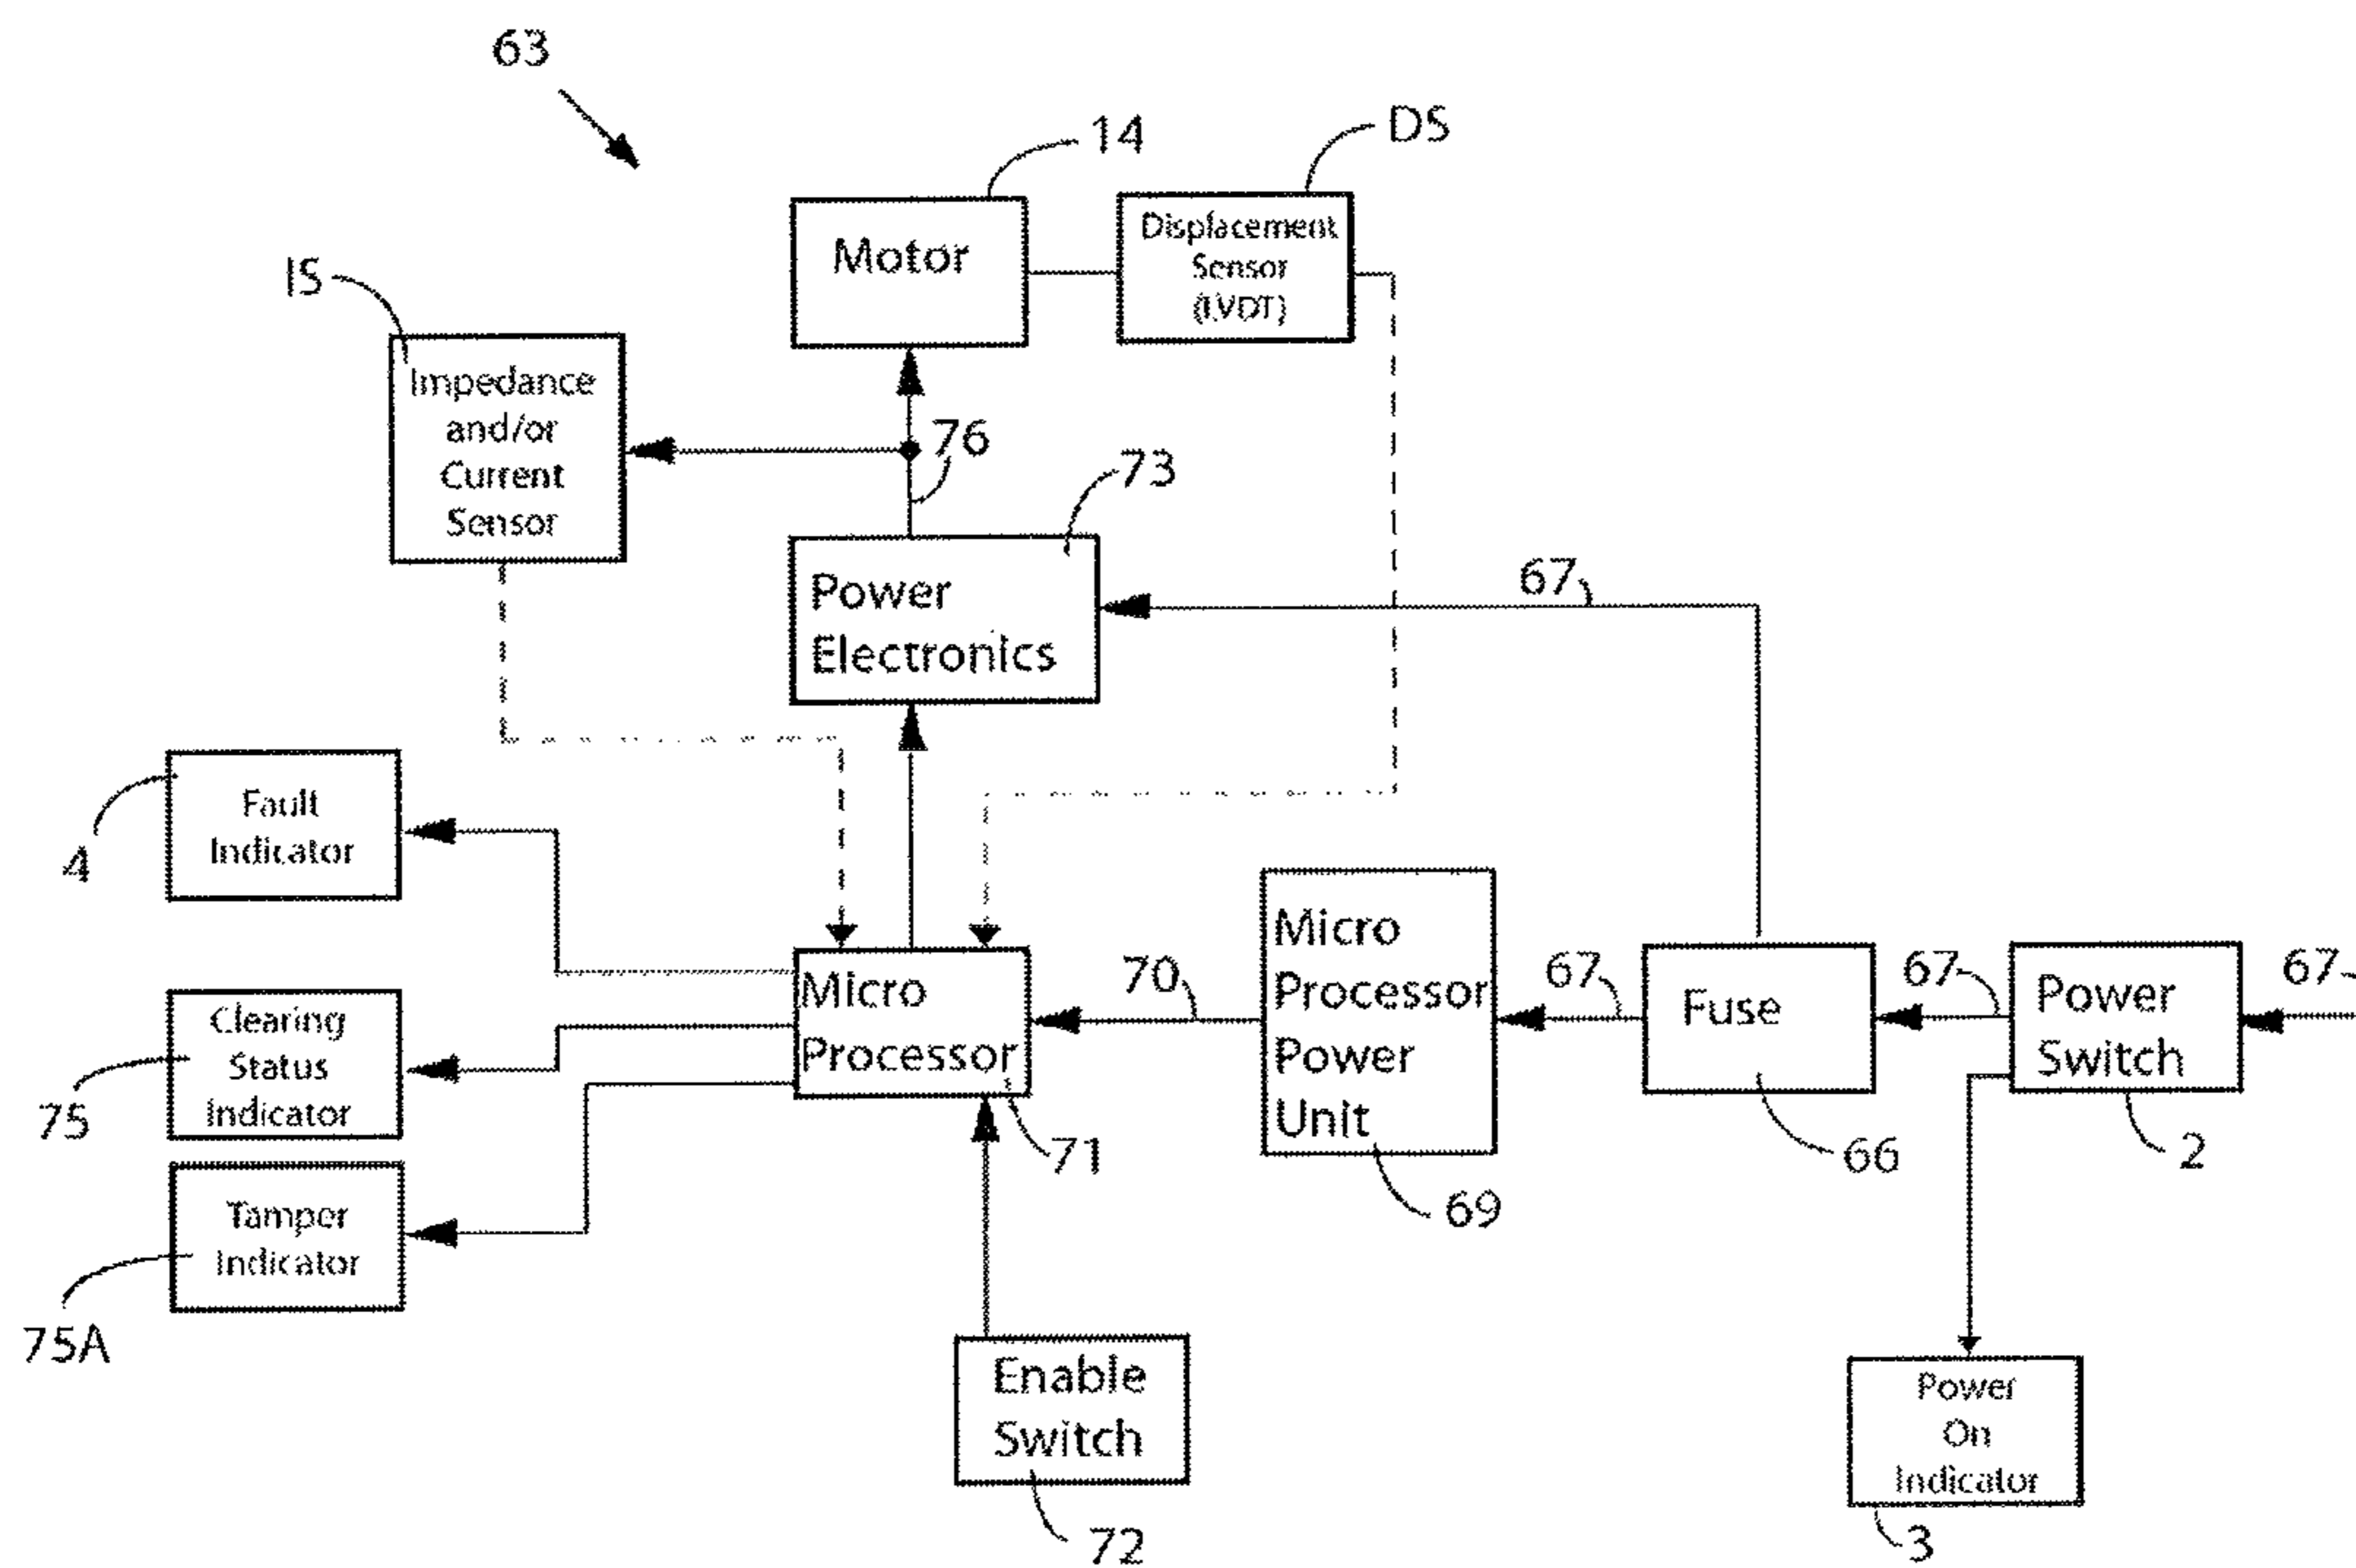 63
14
DS
Motor
Displacement
Sensor
(LVDT)
IS
Impedance
and/or
Current
Sensor
76
73
Power
Electronics
67
4
Fault
Indicator
Clearing
Status
Indicator
75
Tamper
Indicator
75A
Micro
Processor
71
70
Micro
Processor
Power
Unit
69
67
Fuse
66
67
Power
Switch
2
67
Enable
Switch
72
Power
On
Indicator
3